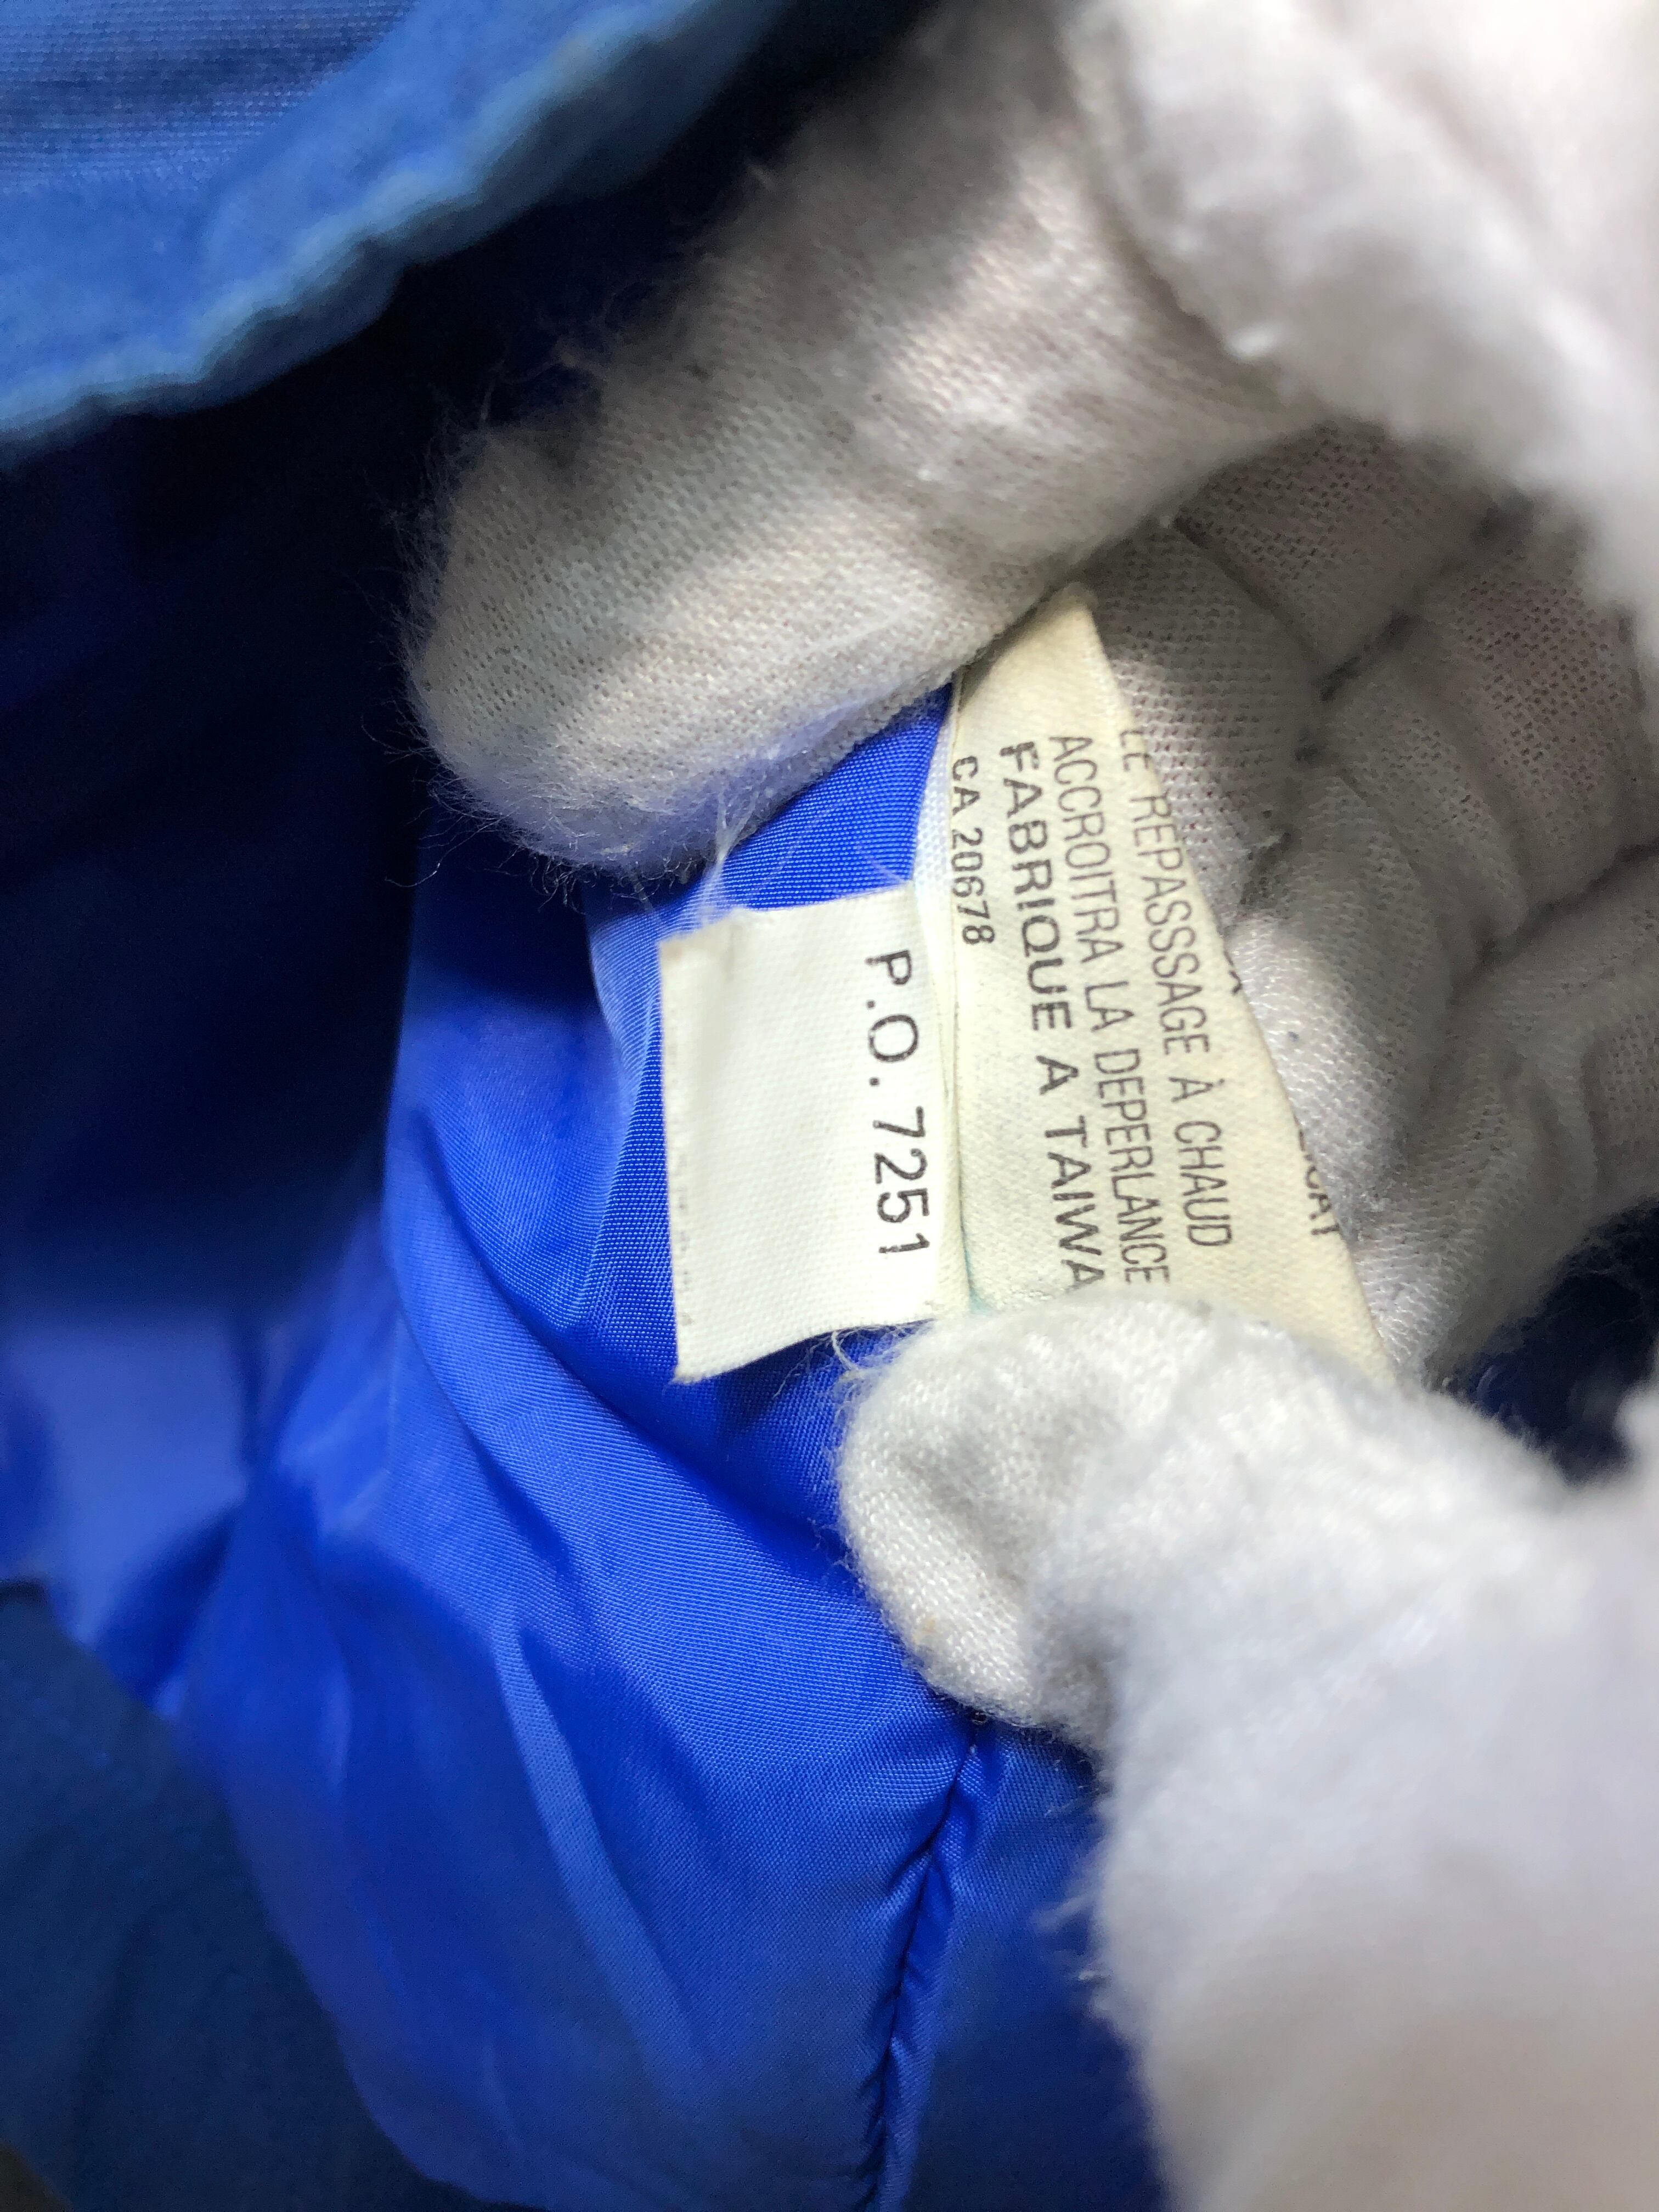 LE REPASSSAGE À CHAUD
ACCROITRA LA DEPERLANCE
FABRIQUE A TAIWA
CA 20678
P.O. 7251